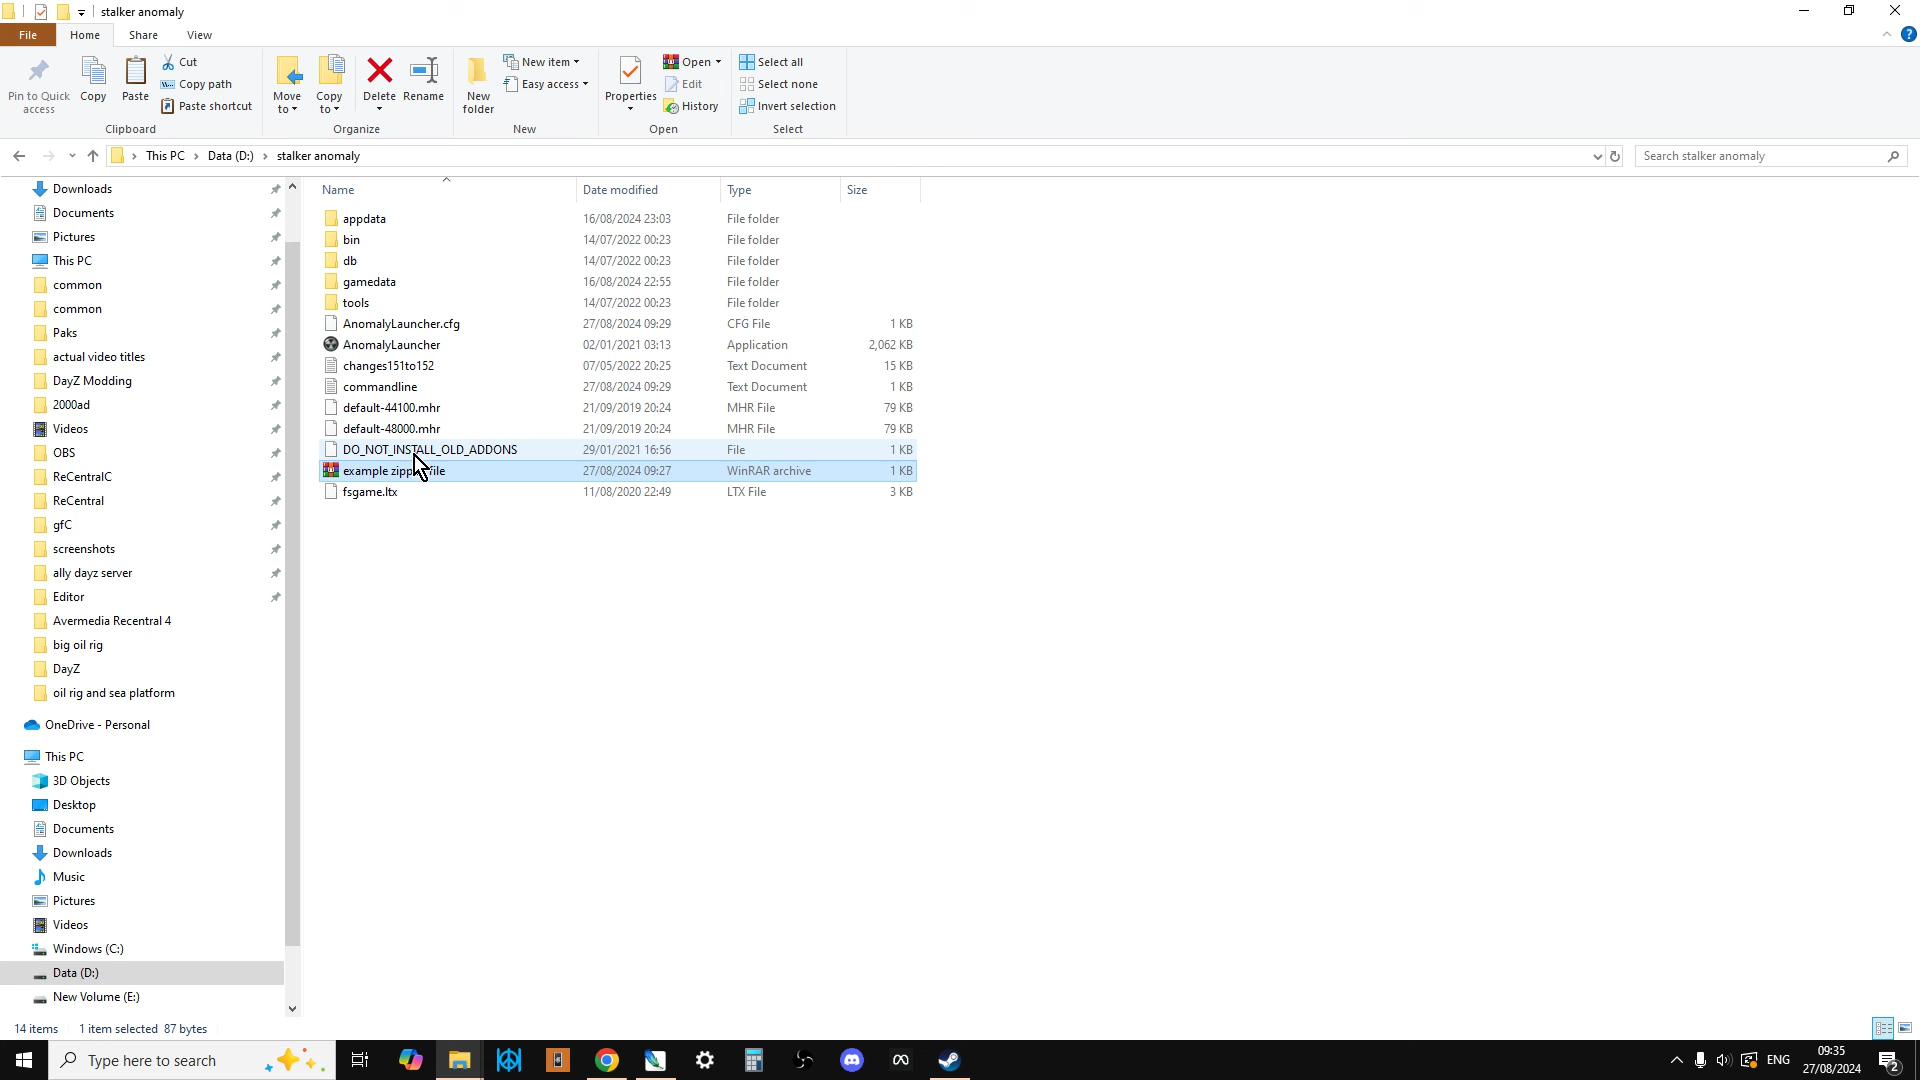 stalker anomaly
File Home Share View
Pin to Quick access
Copy
Paste
Cut
Copy path
Paste shortcut
Clipboard
Move to
Copy to
Delete
Rename
Organize
New folder
New item
Easy access
New
Properties
Open
Edit
History
Open
Select all
Select none
Invert selection
Select
This PC › Data (D:) › stalker anomaly
Search stalker anomaly
Downloads
Documents
Pictures
This PC
common
common
Paks
actual video titles
DayZ Modding
2000ad
Videos
OBS
ReCentralC
ReCentral
gfC
screenshots
ally dayz server
Editor
Avermedia Recentral 4
big oil rig
DayZ
oil rig and sea platform
OneDrive - Personal
This PC
3D Objects
Desktop
Documents
Downloads
Music
Pictures
Videos
Windows (C:)
Data (D:)
New Volume (E:)
Name Date modified Type Size
appdata 16/08/2024 23:03 File folder
bin 14/07/2022 00:23 File folder
db 14/07/2022 00:23 File folder
gamedata 16/08/2024 22:55 File folder
tools 14/07/2022 00:23 File folder
AnomalyLauncher.cfg 27/08/2024 09:29 CFG File 1 KB
AnomalyLauncher 02/01/2021 03:13 Application 2,062 KB
changes151to152 07/05/2022 20:25 Text Document 15 KB
commandline 27/08/2024 09:29 Text Document 1 KB
default-44100.mhr 21/09/2019 20:24 MHR File 79 KB
default-48000.mhr 21/09/2019 20:24 MHR File 79 KB
DO_NOT_INSTALL_OLD_ADDONS 29/01/2021 16:56 File 1 KB
example file 27/08/2024 09:27 WinRAR archive 1 KB
fsgame.ltx 11/08/2020 22:49 LTX File 3 KB
14 items 1 item selected 87 bytes
Type here to search
ENG
09:35
27/08/2024
2